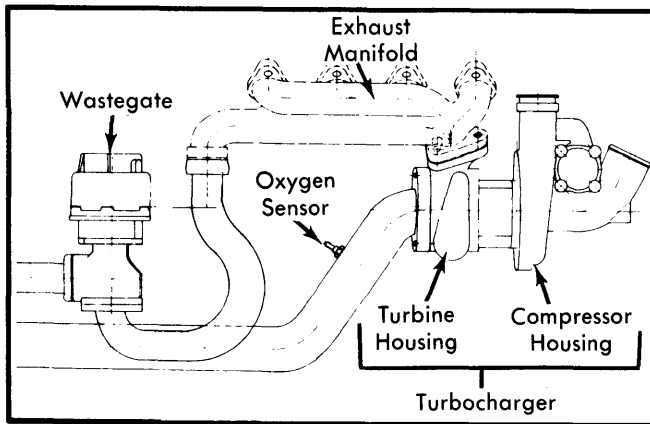 Exhaust
Manifold
Wastegate
Oxygen
Sensor
Turbine
Housing
Compressor
Housing
Turbocharger